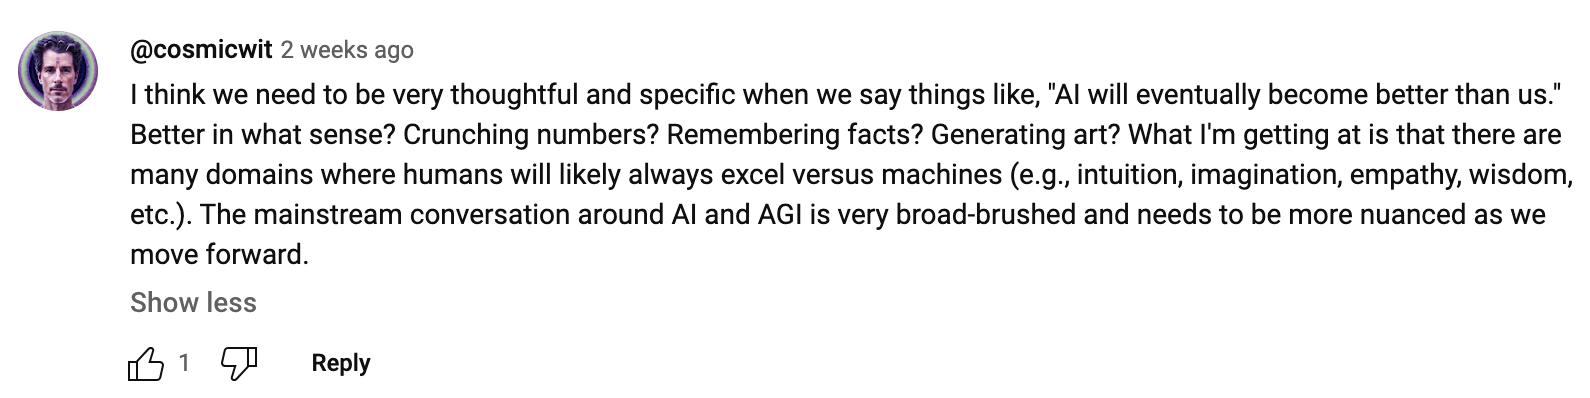 @cosmicwit 2 weeks ago
I think we need to be very thoughtful and specific when we say things like, "AI will eventually become better than us."
Better in what sense? Crunching numbers? Remembering facts? Generating art? What I'm getting at is that there are
many domains where humans will likely always excel versus machines (e.g., intuition, imagination, empathy, wisdom,
etc.). The mainstream conversation around AI and AGI is very broad-brushed and needs to be more nuanced as we
move forward.
Show less
1 Reply